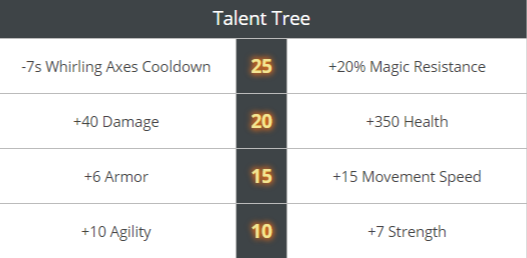 Talent Tree
-7s Whirling Axes Cooldown 25 +20% Magic Resistance
+40 Damage 20 +350 Health
+6 Armor 15 +15 Movement Speed
+10 Agility 10 +7 Strength